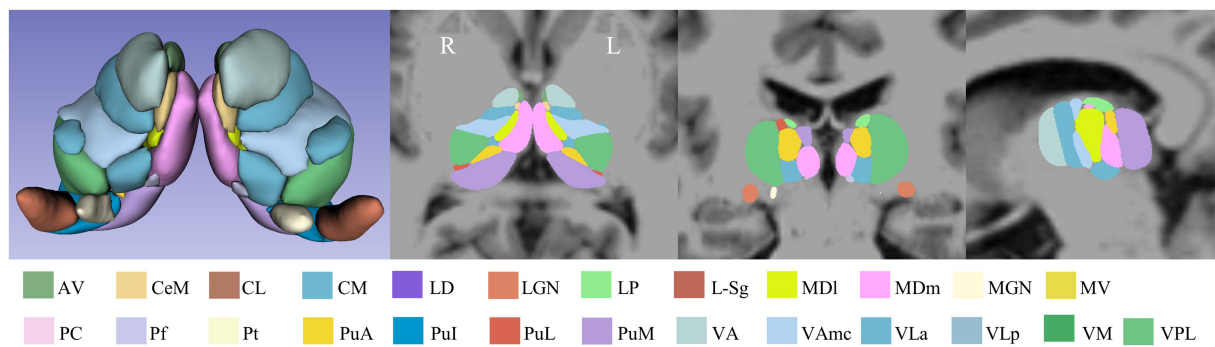 R L
AV CeM CL CM LD LGN LP L-Sg MDl MDm MGN MV
PC Pf Pt PuA PuI PuL PuM VA VAmc VLa VLp VM VPL